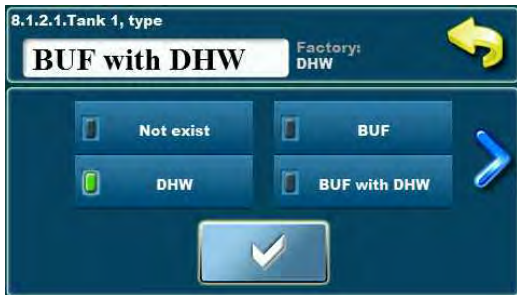 8.1.2.1.Tank 1, type
BUF with DHW
Factory:
DHW
Not exist
BUF
DHW
BUF with DHW